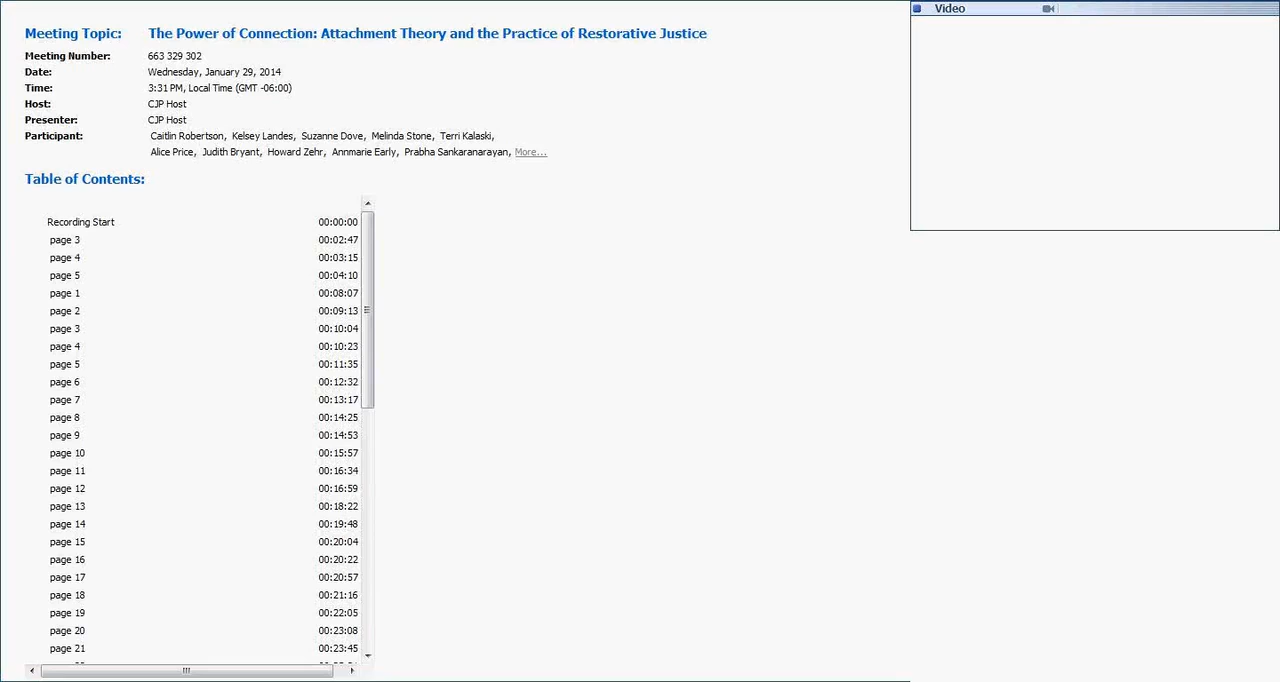 Video
Meeting Topic: The Power of Connection: Attachment Theory and the Practice of Restorative Justice
Meeting Number: 663 329 302
Date: Wednesday, January 29, 2014
Time: 3:31 PM, Local Time (GMT -06:00)
Host: CJP Host
Presenter: CJP Host
Participant: Caitlin Robertson, Kelsey Landes, Suzanne Dove, Melinda Stone, Terri Kalaski,
Alice Price, Judith Bryant, Howard Zehr, Annmarie Early, Prabha Sankaranarayan, More...
Table of Contents:
Recording Start 00:00:00
page 3 00:02:47
page 4 00:03:15
page 5 00:04:10
page 1 00:08:07
page 2 00:09:13
page 3 00:10:04
page 4 00:10:23
page 5 00:11:35
page 6 00:12:32
page 7 00:13:17
page 8 00:14:25
page 9 00:14:53
page 10 00:15:57
page 11 00:16:34
page 12 00:16:59
page 13 00:18:22
page 14 00:19:48
page 15 00:20:04
page 16 00:20:22
page 17 00:20:57
page 18 00:21:16
page 19 00:22:05
page 20 00:23:08
page 21 00:23:45